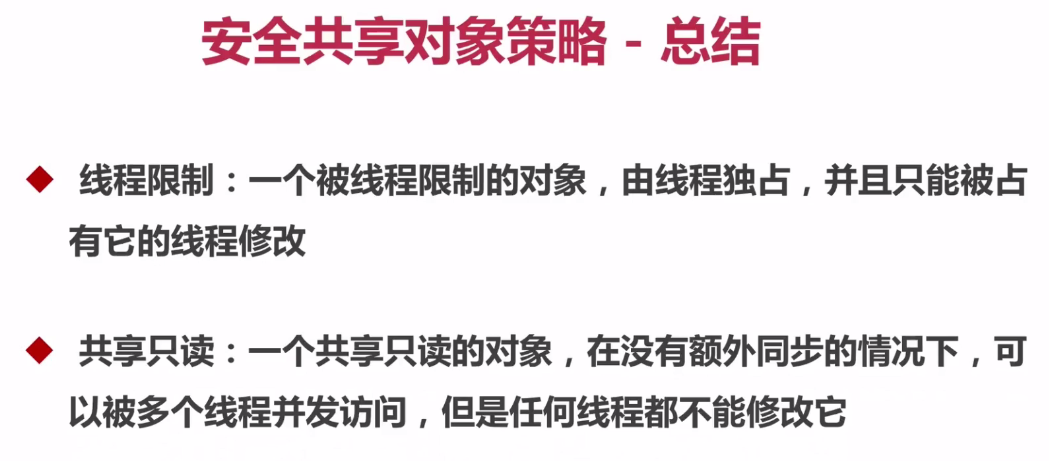 安全共享对象策略 - 总结
线程限制：一个被线程限制的对象，由线程独占，并且只能被占
有它的线程修改
共享只读：一个共享只读的对象，在没有额外同步的情况下，可
以被多个线程并发访问，但是任何线程都不能修改它